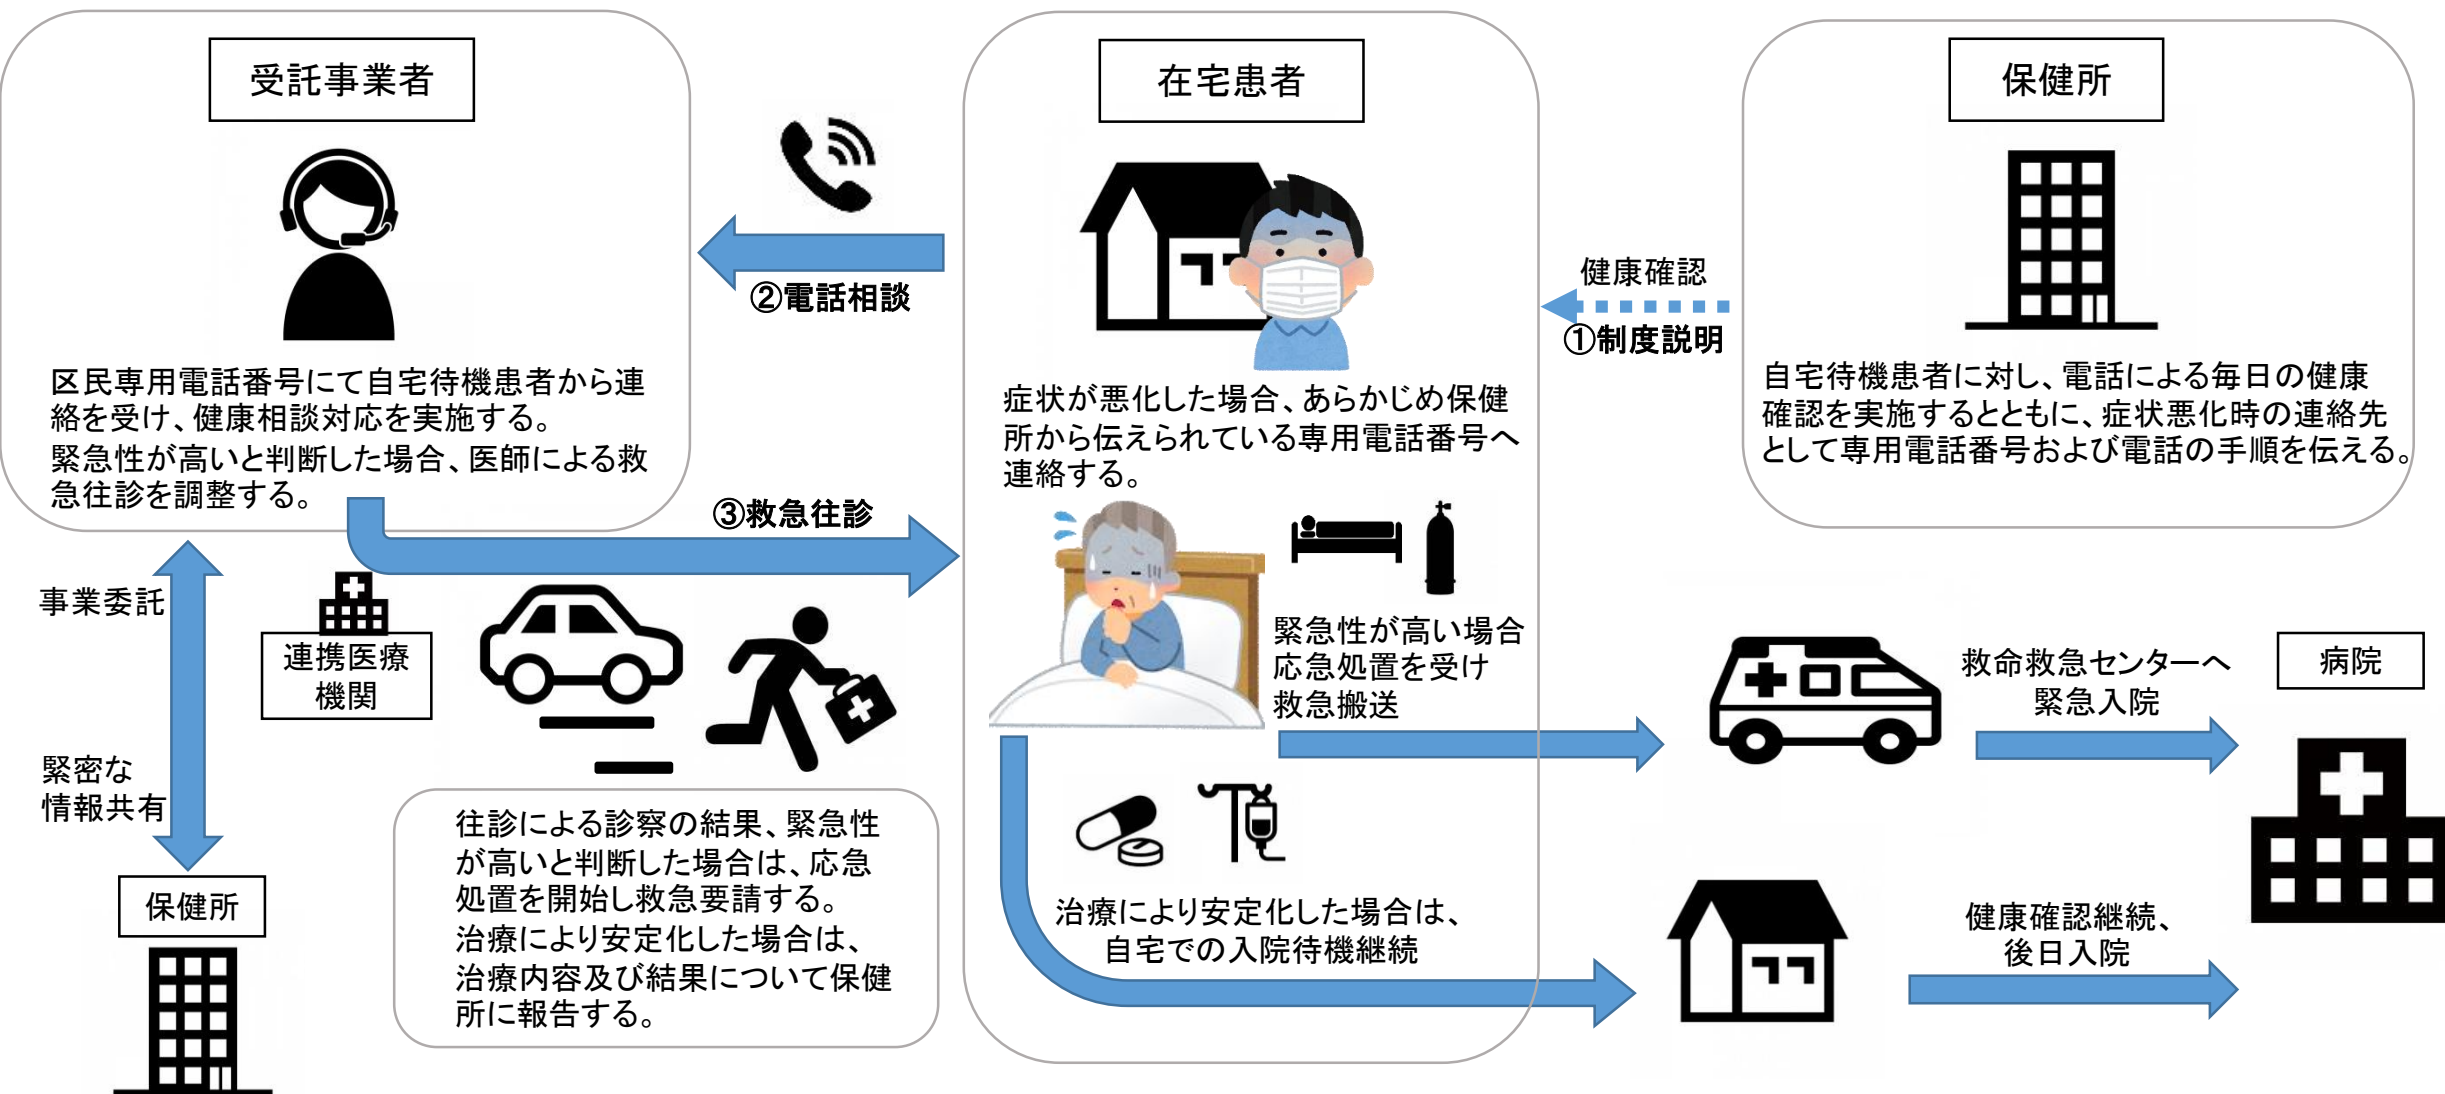 受託事業者
区民専用電話番号にて自宅待機患者から連
絡を受け、健康相談対応を実施する。
緊急性が高いと判断した場合、医師による救
急往診を調整する。
②電話相談
在宅患者
症状が悪化した場合、あらかじめ保健
所から伝えられている専用電話番号へ
連絡する。
健康確認
①制度説明
保健所
自宅待機患者に対し、電話による毎日の健康
確認を実施するとともに、症状悪化時の連絡先
として専用電話番号および電話の手順を伝える。
③救急往診
事業委託
緊密な
情報共有
連携医療
機関
保健所
往診による診察の結果、緊急性
が高いと判断した場合は、応急
処置を開始し救急要請する。
治療により安定化した場合は、
治療内容及び結果について保健
所に報告する。
緊急性が高い場合
応急処置を受け
救急搬送
治療により安定化した場合は、
自宅での入院待機継続
救命救急センターへ
緊急入院
病院
健康確認継続、
後日入院